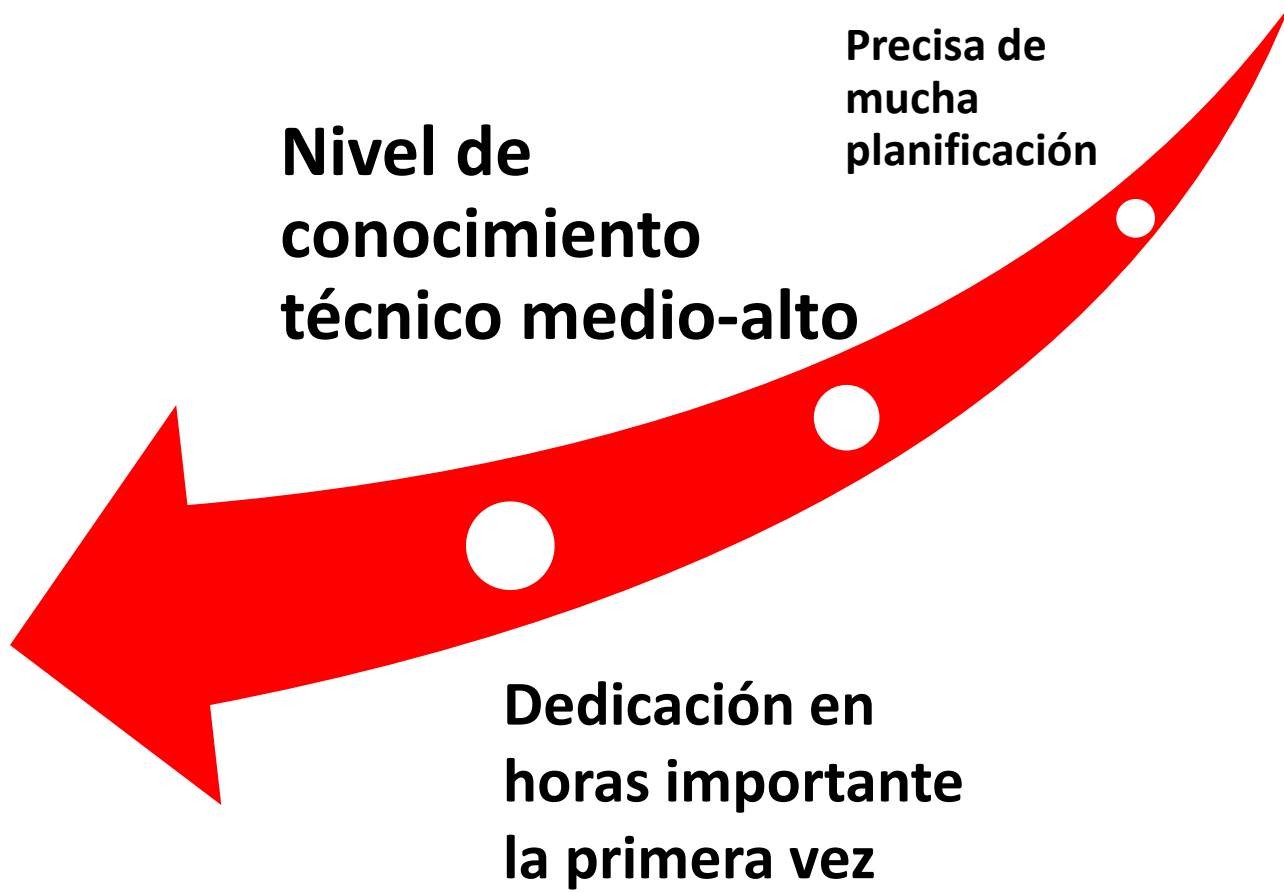 Precisa de
mucha
planificación
Nivel de
conocimiento
técnico medio-alto
Dedicación en
horas importante
la primera vez